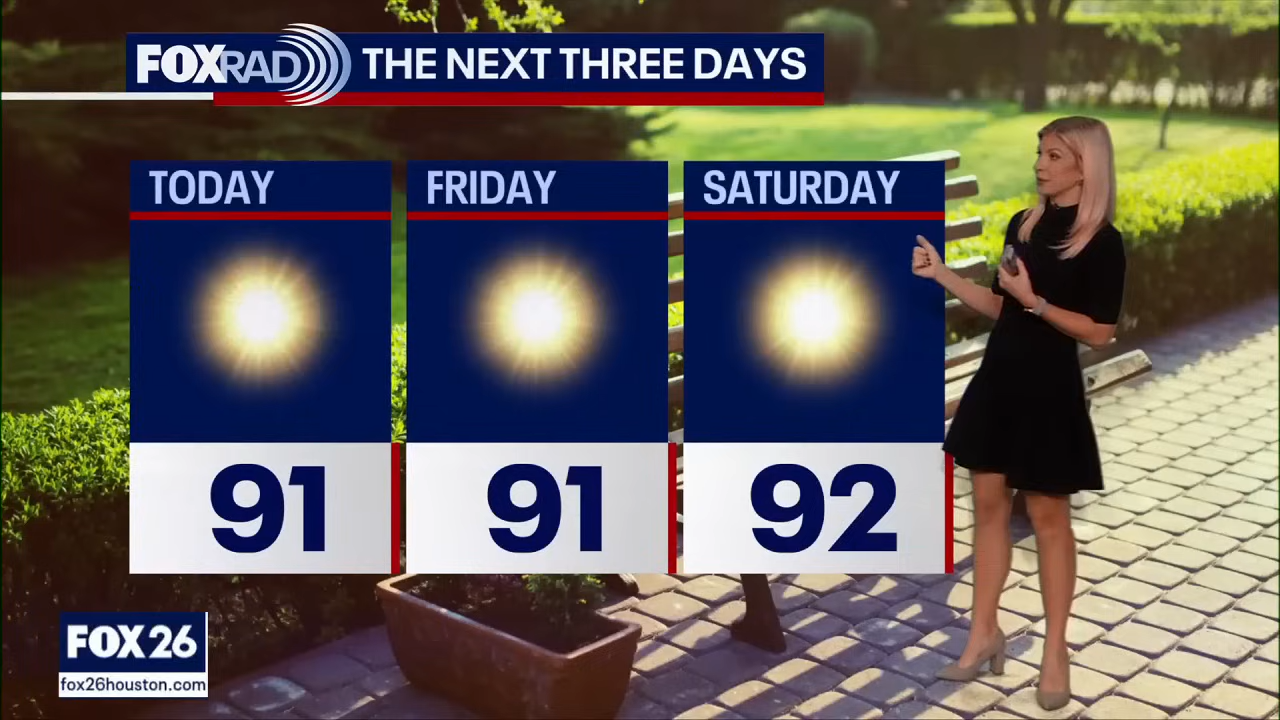 FOXRAD THE NEXT THREE DAYS
TODAY
FRIDAY
SATURDAY
91
91
92
FOX 26
fox26houston.com